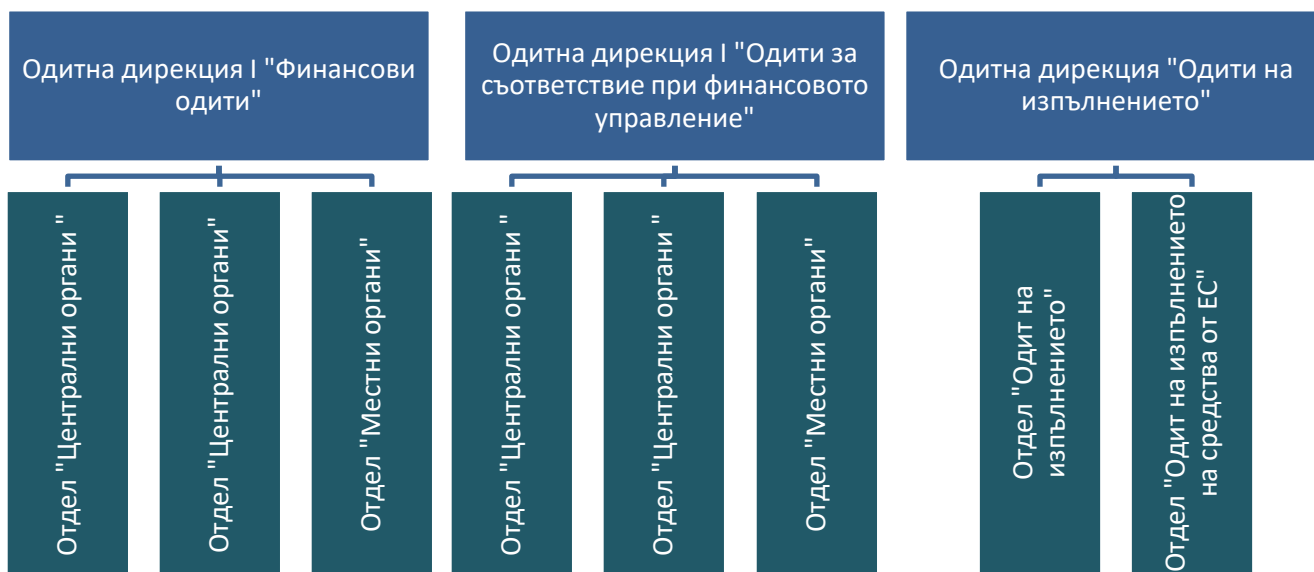 Одитна дирекция I "Финансови
одити"
Одитна дирекция I "Одити за
съответствие при финансовото
управление"
Одитна дирекция "Одити на
изпълнението"
Отдел "Централни органи "
Отдел "Централни органи"
Отдел "Местни органи"
Отдел "Централни органи "
Отдел "Централни органи "
Отдел "Местни органи"
Отдел "Одит на
изпълнението"
Отдел "Одит на изпълнението
на средства от ЕС"